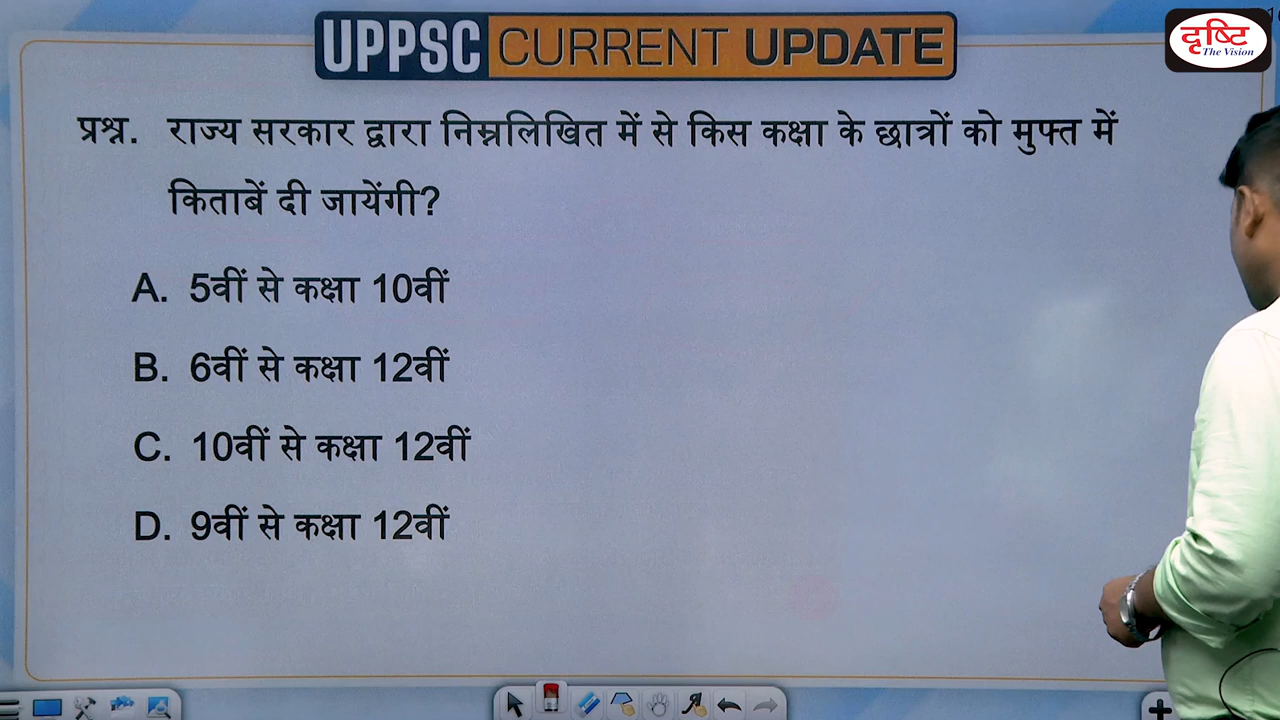 UPPSC CURRENT UPDATE
दृष्टि
The Vision
प्रश्न. राज्य सरकार द्वारा निम्नलिखित में से किस कक्षा के छात्रों को मुफ्त में
किताबें दी जायेंगी?
A. 5वीं से कक्षा 10वीं
B. 6वीं से कक्षा 12वीं
C. 10वीं से कक्षा 12वीं
D. 9वीं से कक्षा 12वीं